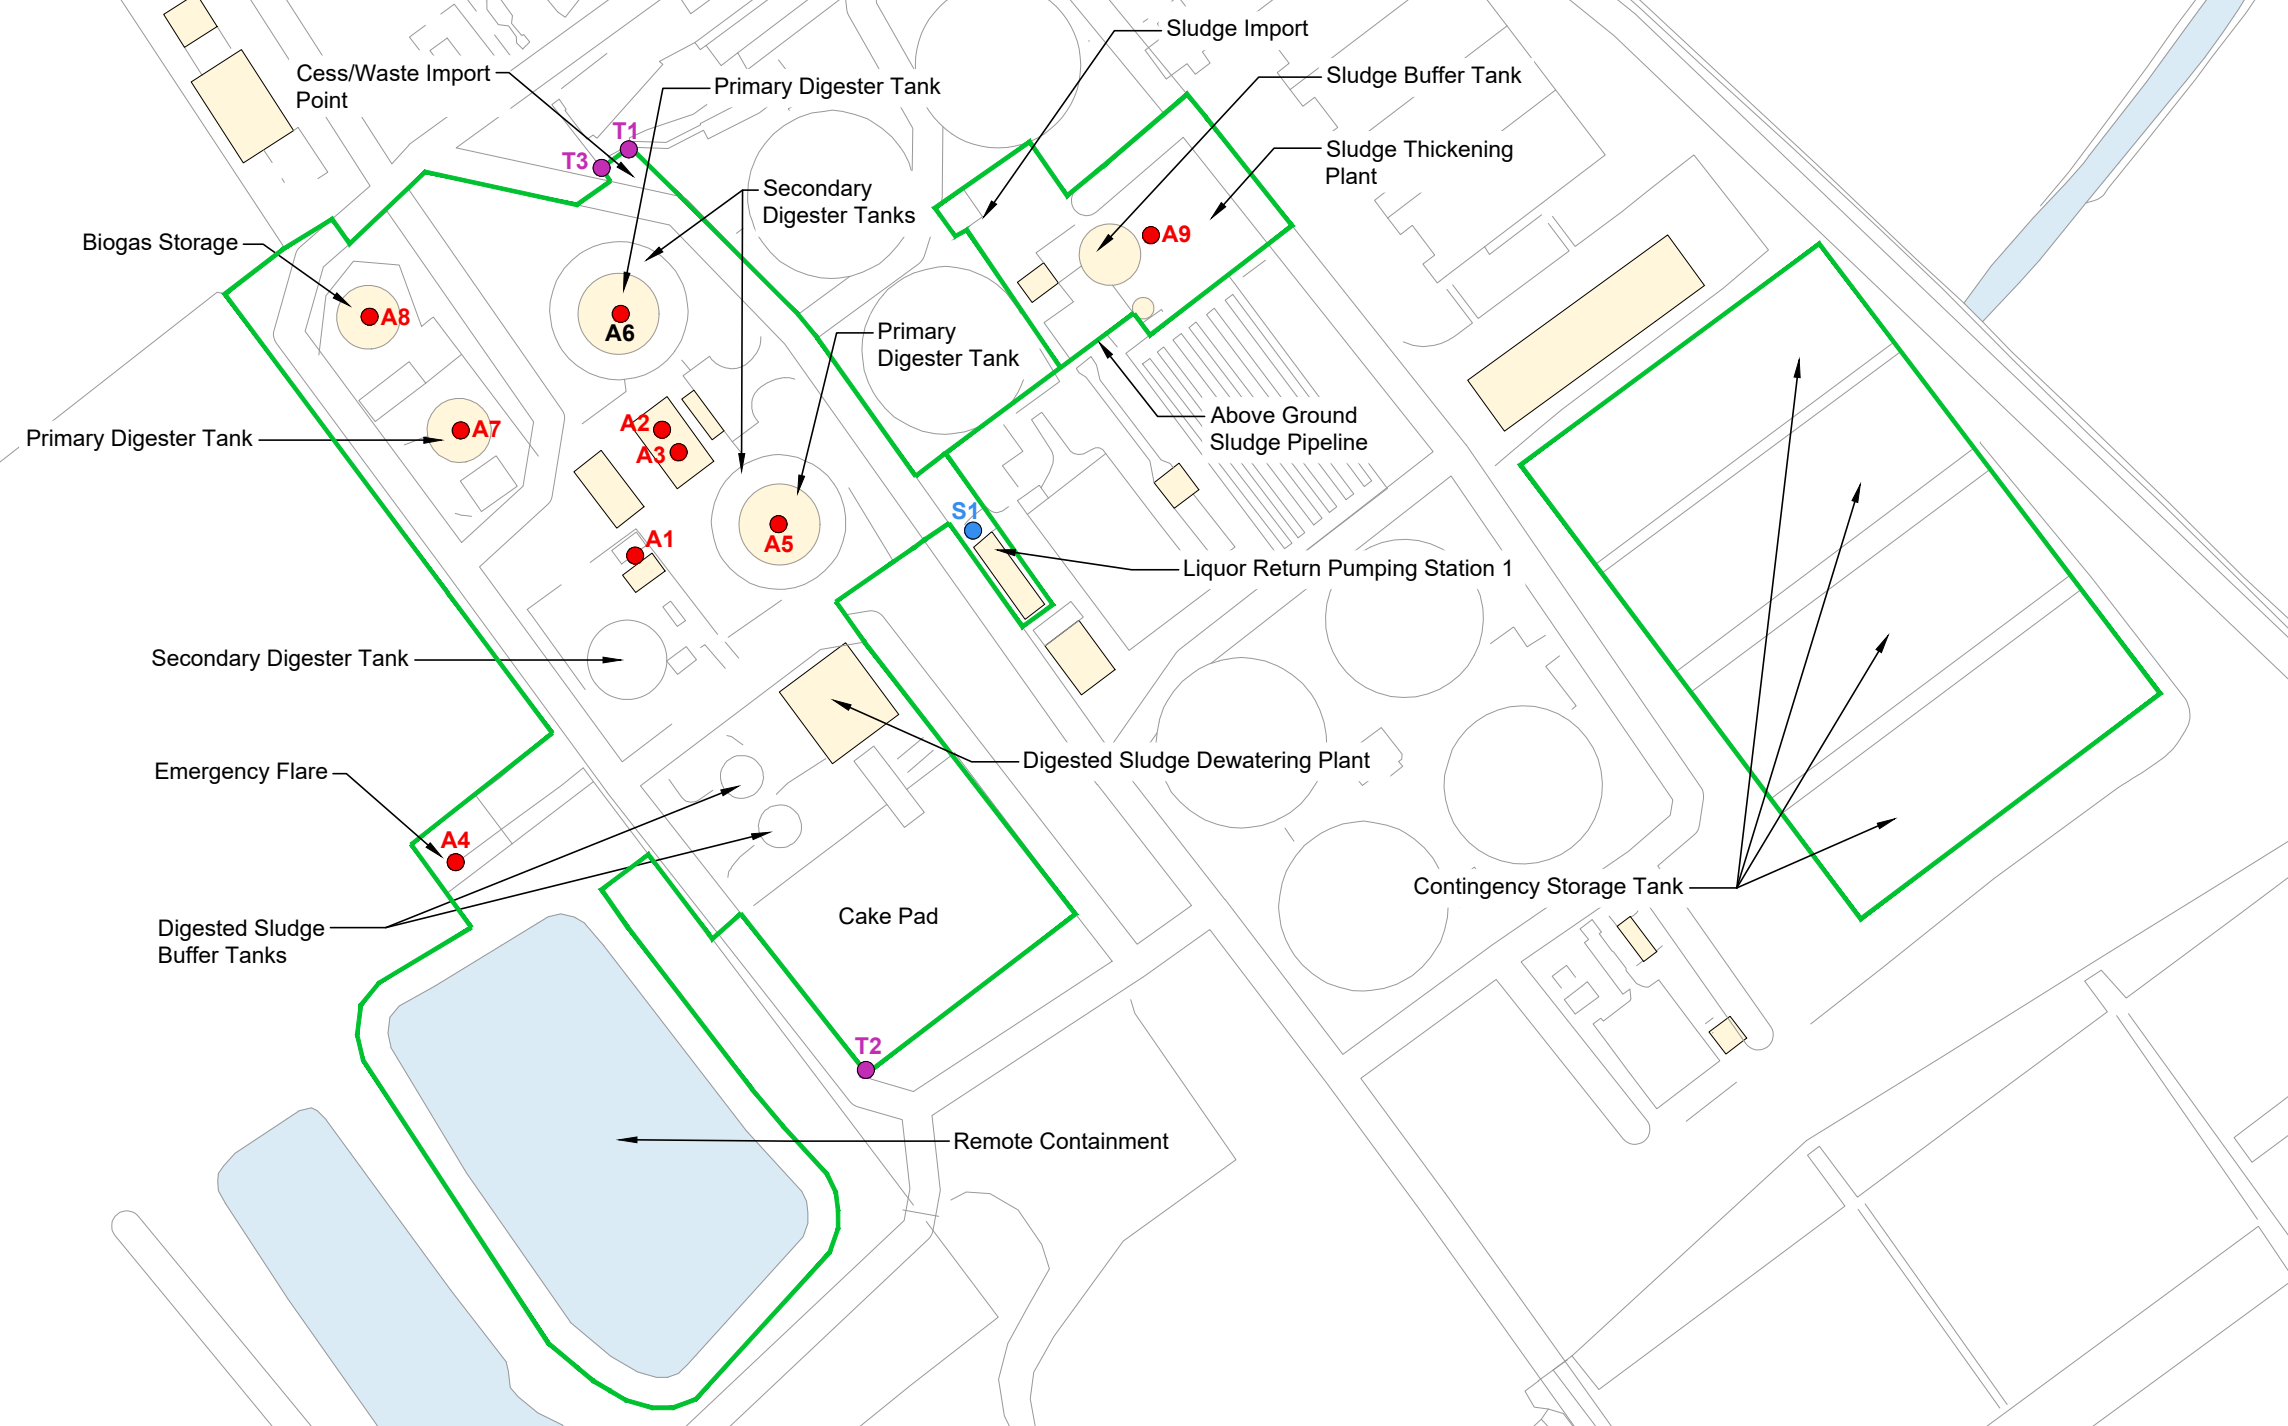 Sludge Import
Cess/Waste Import
Point
Primary Digester Tank
Sludge Buffer Tank
T1
T3
Sludge Thickening
Plant
Secondary
Digester Tanks
Biogas Storage
A9
A8
A6
Primary
Digester Tank
Primary Digester Tank
A7
A2
A3
Above Ground
Sludge Pipeline
S1
A1
A5
Liquor Return Pumping Station 1
Secondary Digester Tank
Emergency Flare
Digested Sludge Dewatering Plant
A4
Contingency Storage Tank
Cake Pad
Digested Sludge
Buffer Tanks
T2
Remote Containment